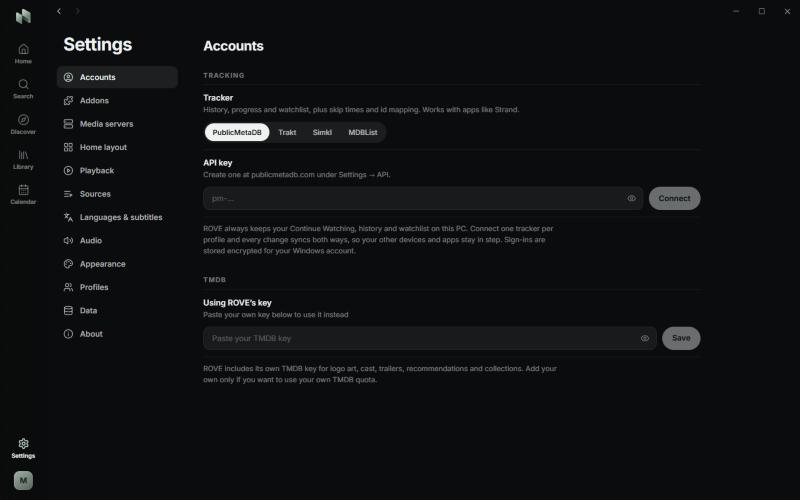 Settings
Home
Search
Discover
Library
Calendar
Settings
M
Accounts
Addons
Media servers
Home layout
Playback
Sources
Languages & subtitles
Audio
Appearance
Profiles
Data
About
Accounts
TRACKING
Tracker
History, progress and watchlist, plus skip times and id mapping. Works with apps like Strand.
PublicMetaDB Trakt Simkl MDBList
API key
Create one at publicmetadb.com under Settings → API.
pm-...
Connect
ROVE always keeps your Continue Watching, history and watchlist on this PC. Connect one tracker per
profile and every change syncs both ways, so your other devices and apps stay in step. Sign-ins are
stored encrypted for your Windows account.
TMDB
Using ROVE's key
Paste your own key below to use it instead
Paste your TMDB key
Save
ROVE includes its own TMDB key for logo art, cast, trailers, recommendations and collections. Add your
own only if you want to use your own TMDB quota.